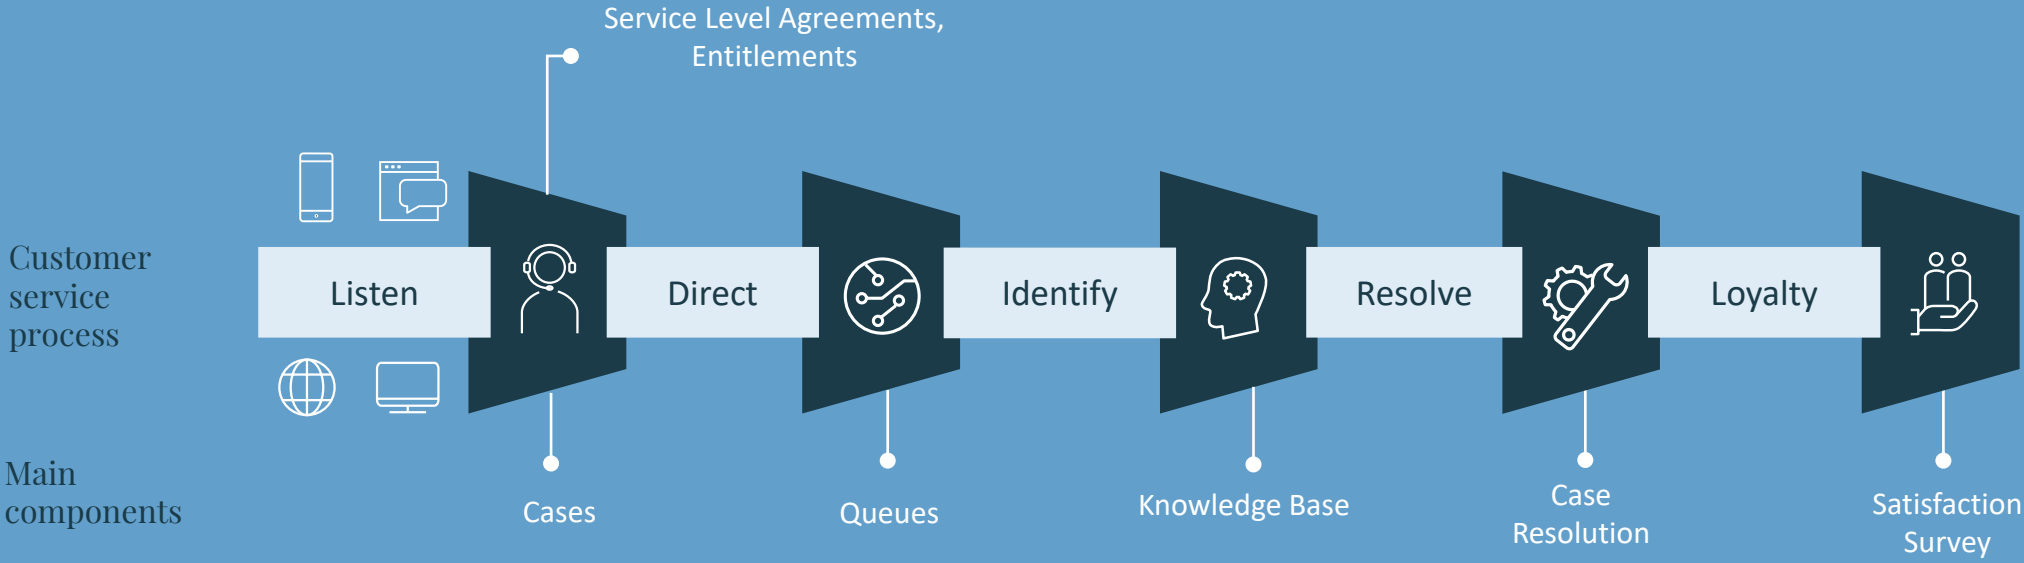 Service Level Agreements,
Entitlements
Customer
service
process
Listen
Direct
Identify
Resolve
Loyalty
Main
components
Cases
Queues
Knowledge Base
Case
Resolution
Satisfaction
Survey